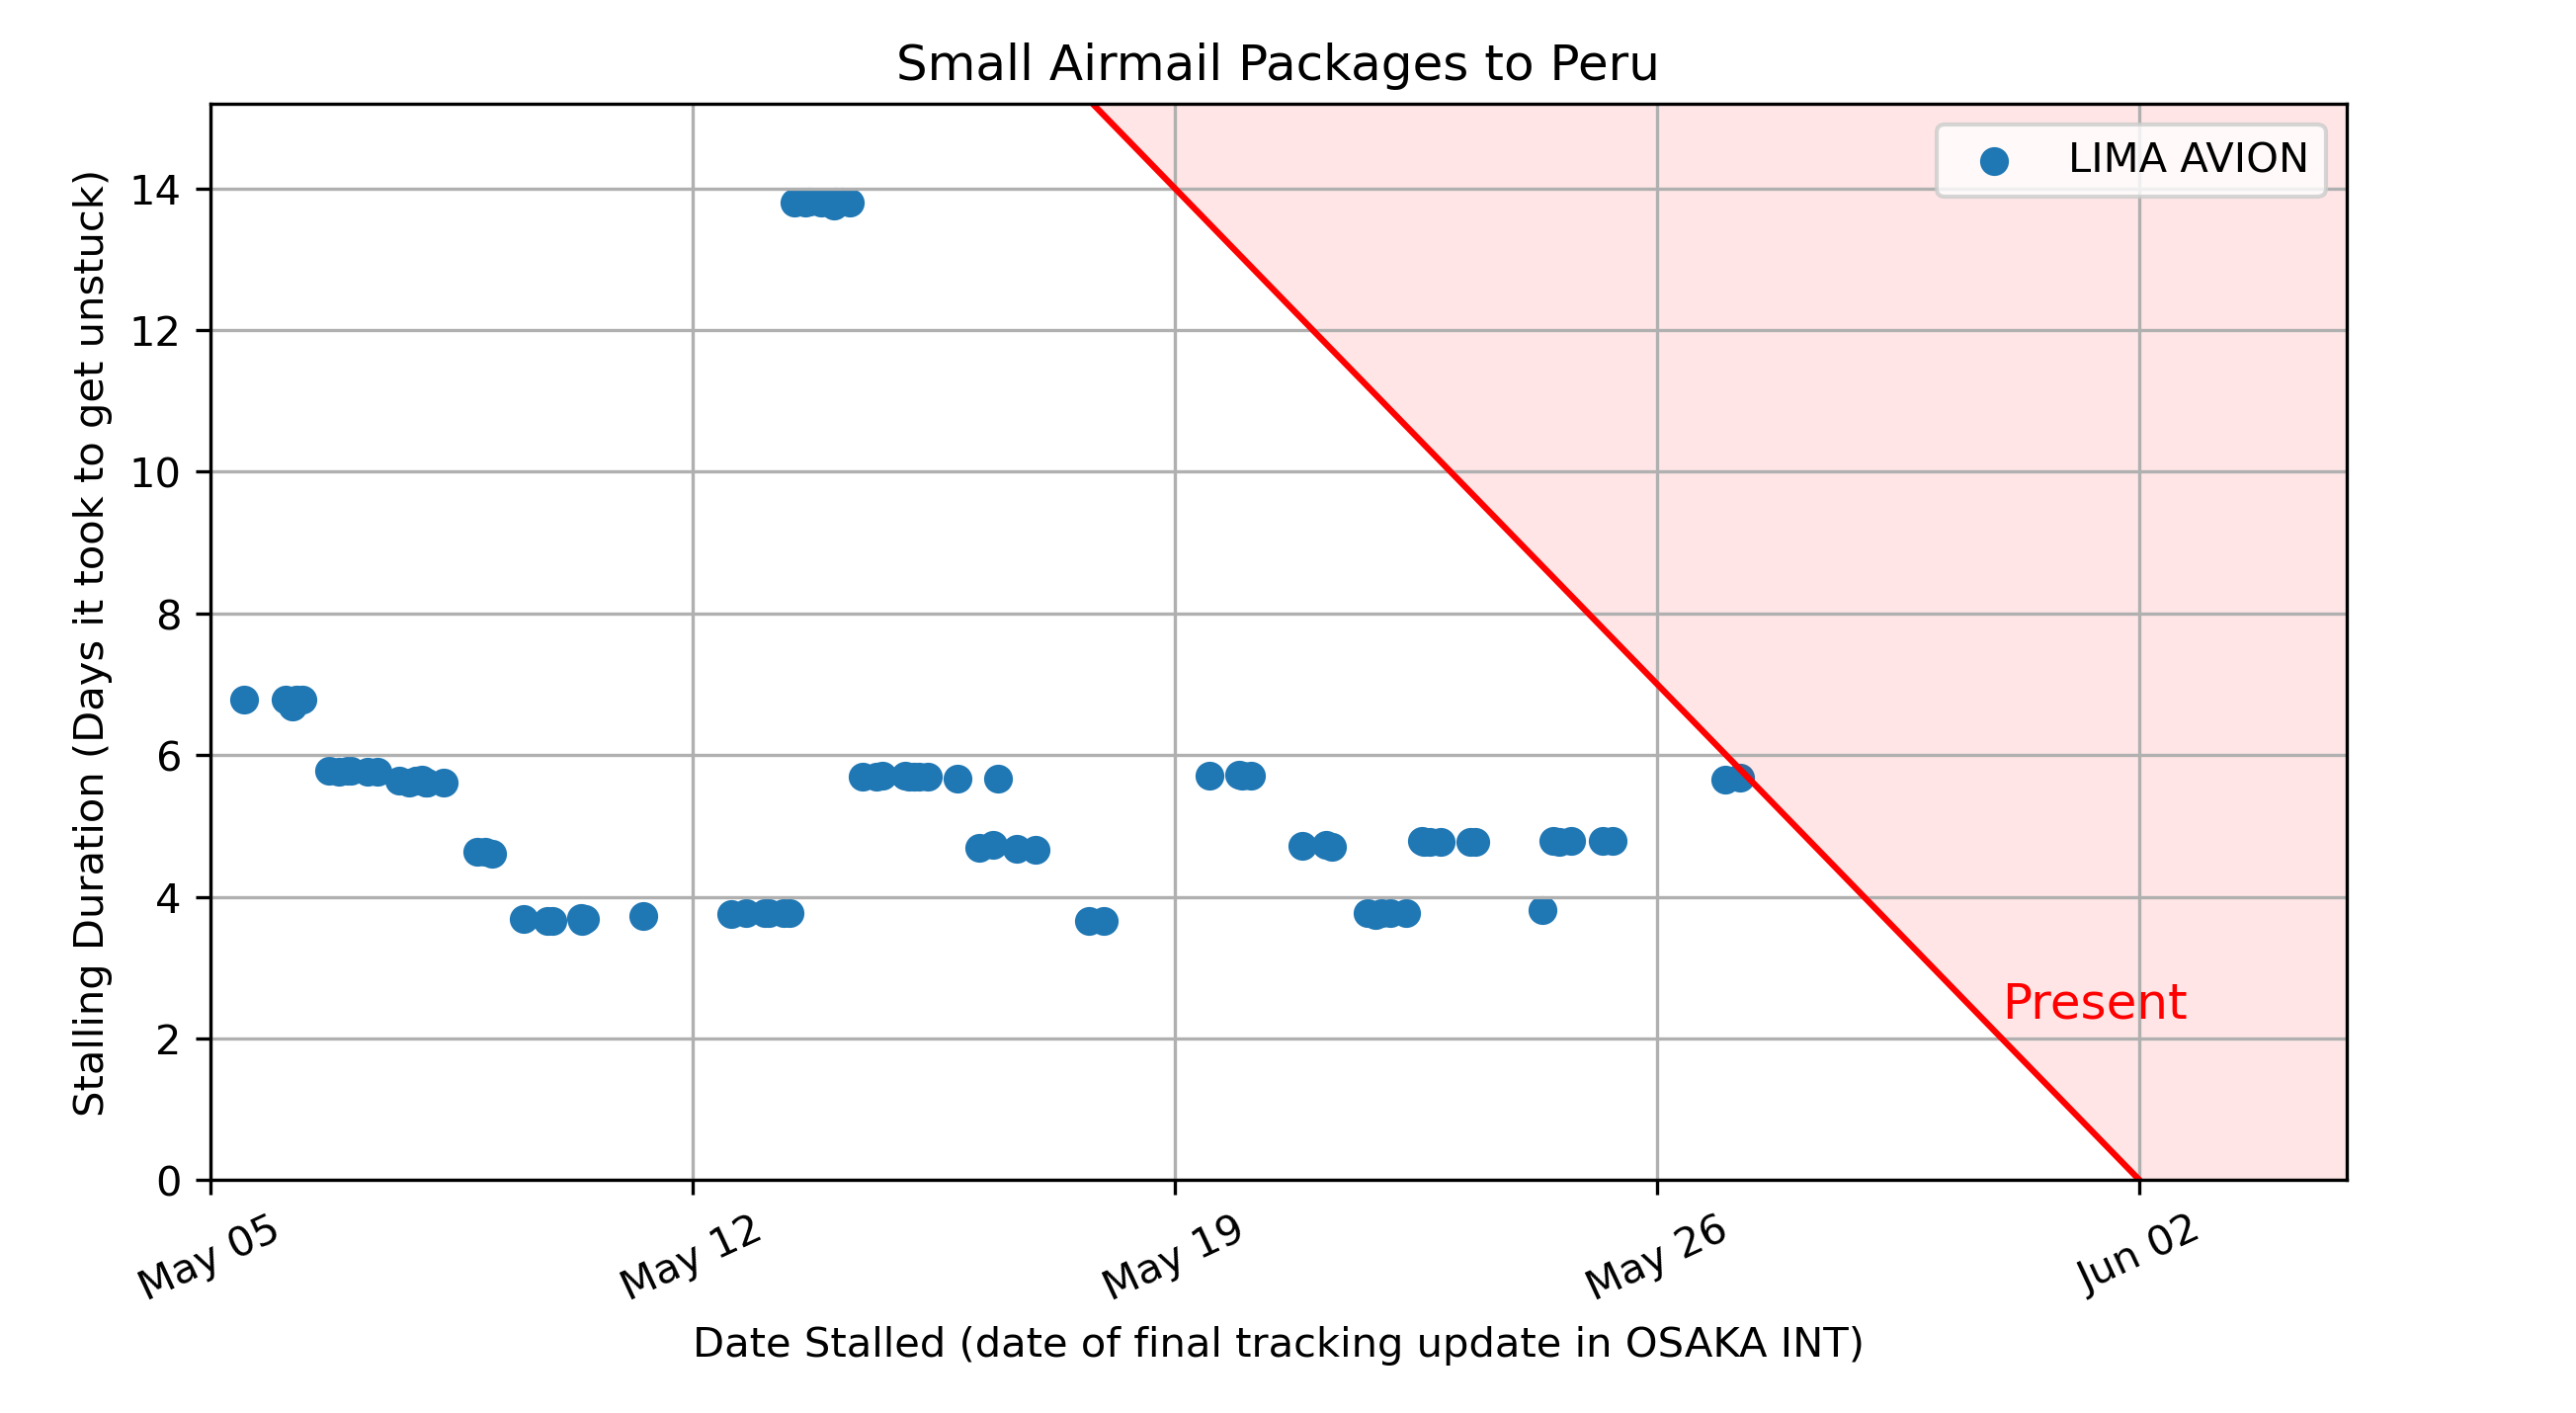 Small Airmail Packages to Peru
LIMA AVION
Stalling Duration (Days it took to get unstuck)
14
12
10
8
6
4
2
0
Present
May 05
May 12
May 19
May 26
Jun 02
Date Stalled (date of final tracking update in OSAKA INT)